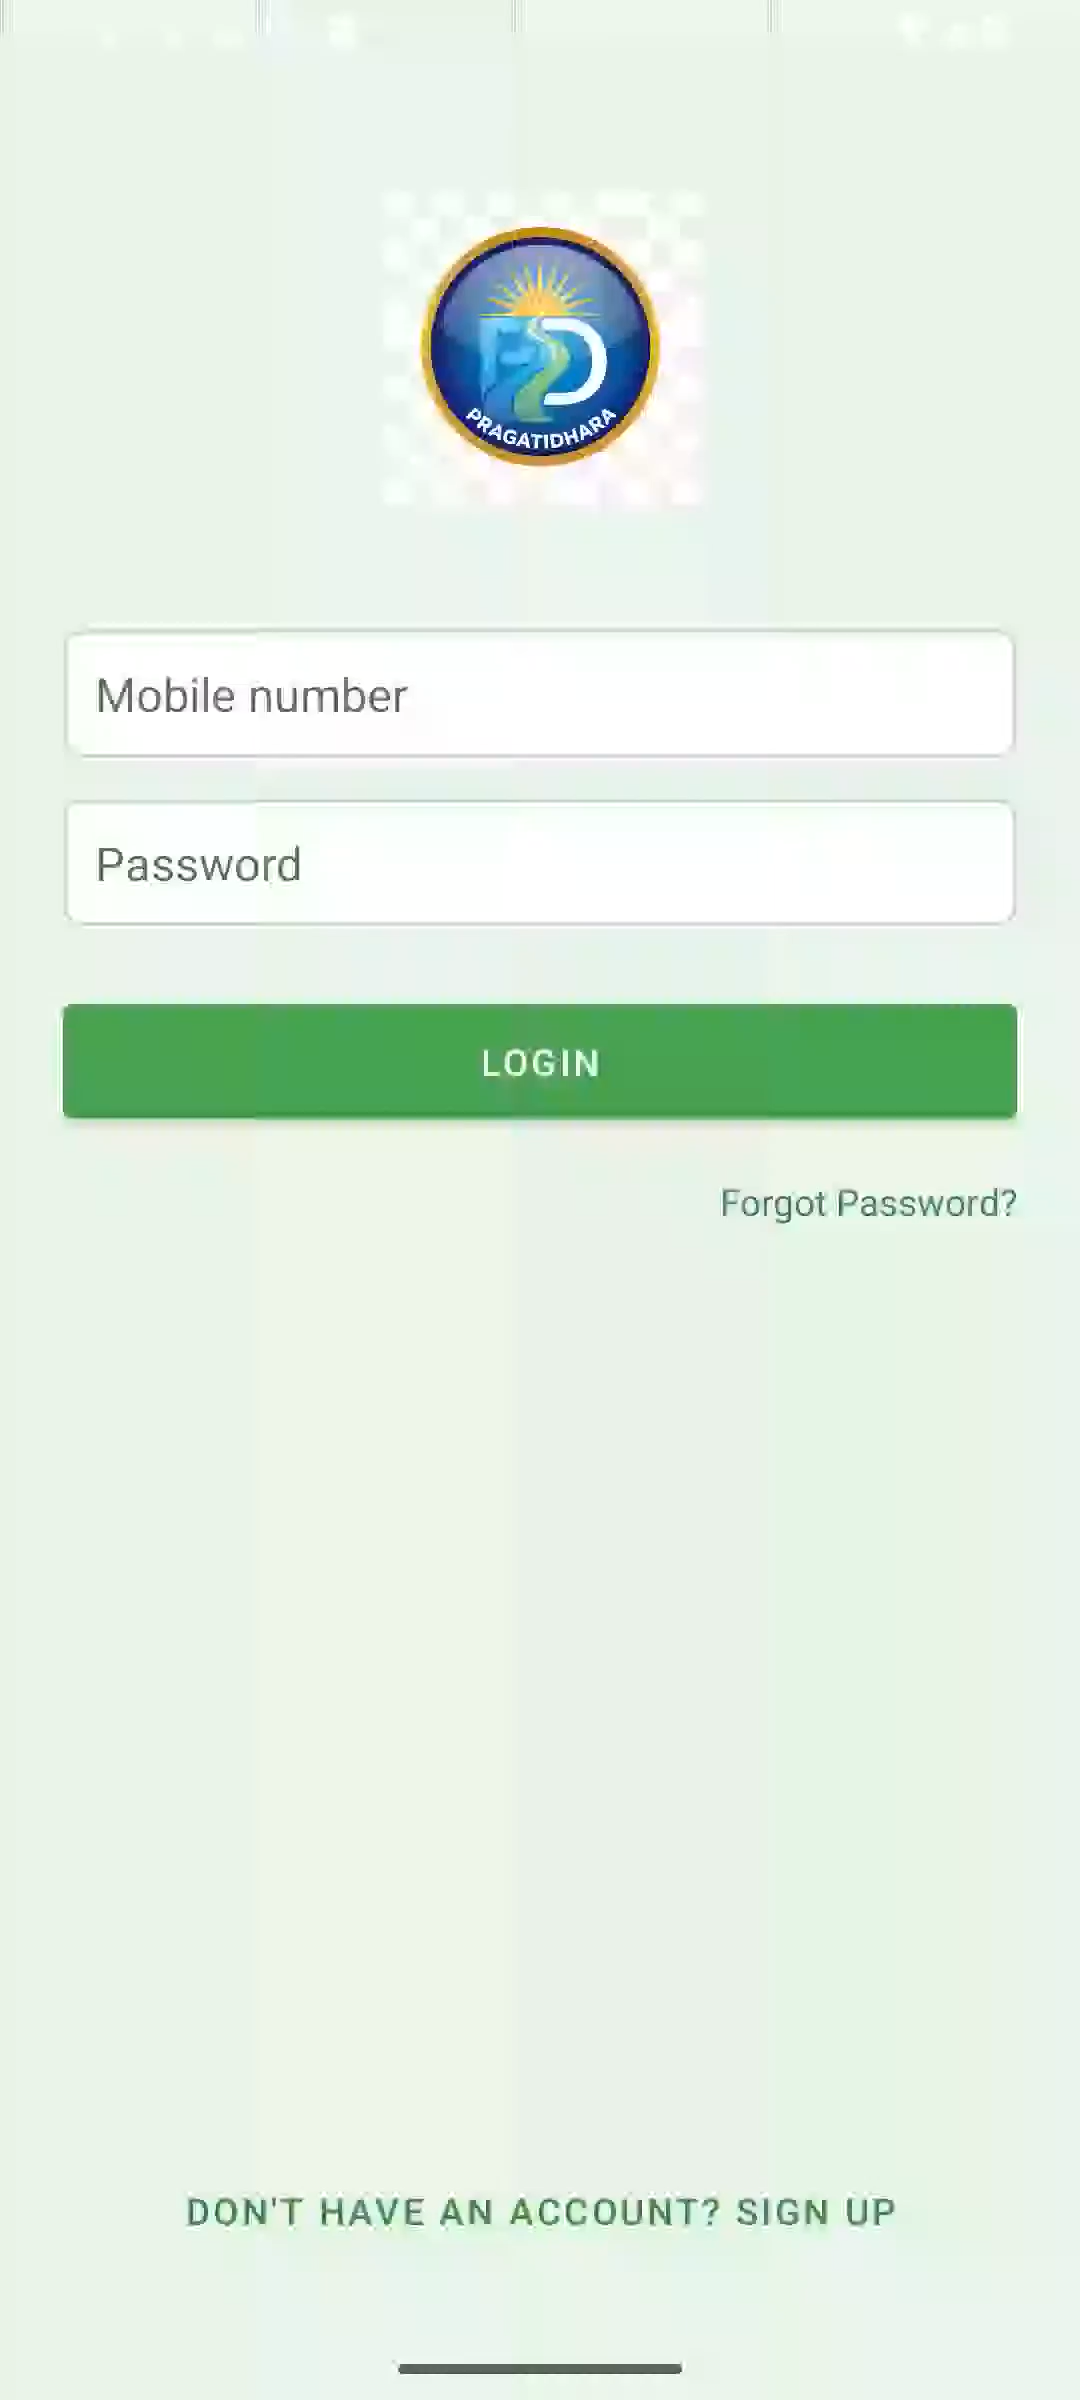 PRAGATIDHARA
Mobile number
Password
LOGIN
Forgot Password?
DON'T HAVE AN ACCOUNT? SIGN UP